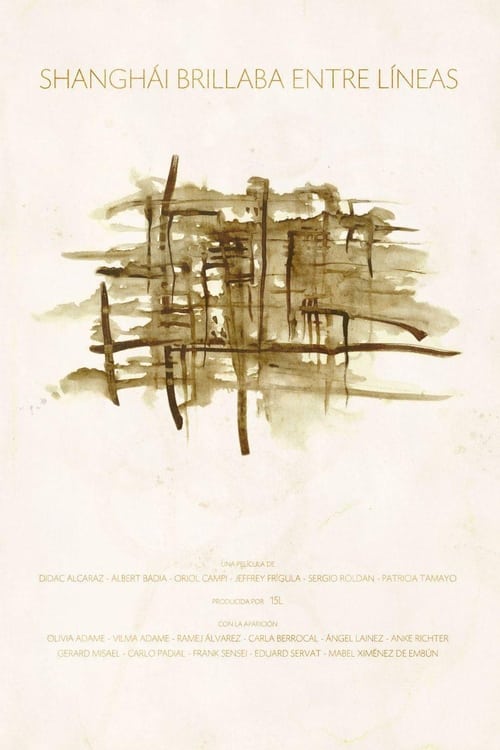 SHANGHÁI BRILLABA ENTRE LÍNEAS
UNA PELÍCULA DE
DIDAC ALCARAZ - ALBERT BADIA - ORIOL CAMPI - JEFFREY FRÍGULA - SERGIO ROLDAN - PATRICIA TAMAYO
PRODUCIDA POR 15L
CON LA APARICIÓN
OLIVIA ADAME - VILMA ADAME - RAMEJ ÁLVAREZ - CARLA BERROCAL - ÁNGEL LAINEZ - ANKE RICHTER
GERARD MISAEL - CARLO PADIAL - FRANK SENSEI - EDUARD SERVAT - MABEL XIMÉNEZ DE EMBÚN